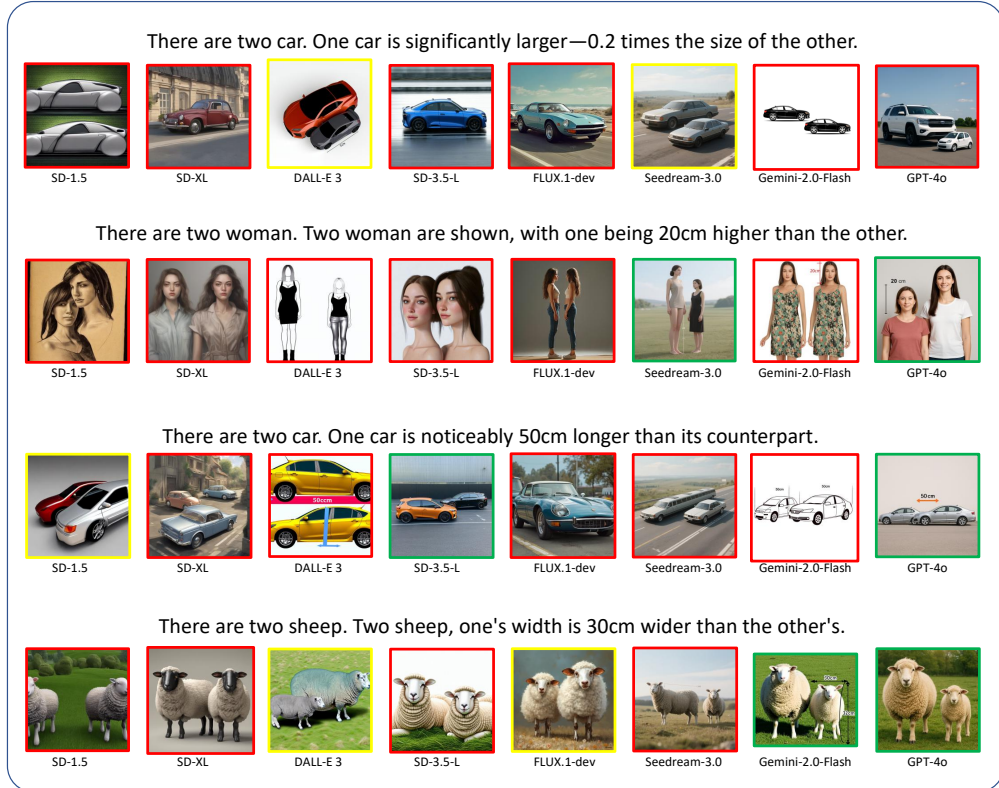 There are two car. One car is significantly larger—0.2 times the size of the other.
SD-1.5 SD-XL DALL-E 3 SD-3.5-L FLUX.1-dev Seedream-3.0 Gemini-2.0-Flash GPT-4o
There are two woman. Two woman are shown, with one being 20cm higher than the other.
20cm
20 cm
SD-1.5 SD-XL DALL-E 3 SD-3.5-L FLUX.1-dev Seedream-3.0 Gemini-2.0-Flash GPT-4o
There are two car. One car is noticeably 50cm longer than its counterpart.
50ccm
50cm
SD-1.5 SD-XL DALL-E 3 SD-3.5-L FLUX.1-dev Seedream-3.0 Gemini-2.0-Flash GPT-4o
There are two sheep. Two sheep, one's width is 30cm wider than the other's.
SD-1.5 SD-XL DALL-E 3 SD-3.5-L FLUX.1-dev Seedream-3.0 Gemini-2.0-Flash GPT-4o